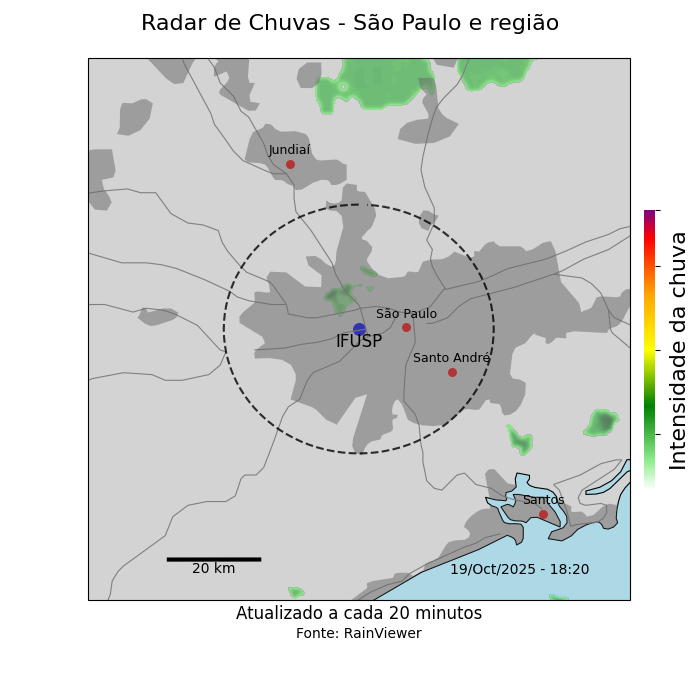 Radar de Chuvas - São Paulo e região
Jundiaí
São Paulo
IFUSP
Santo André
Santos
20 km
19/Oct/2025 - 18:20
Intensidade da chuva
Atualizado a cada 20 minutos
Fonte: RainViewer